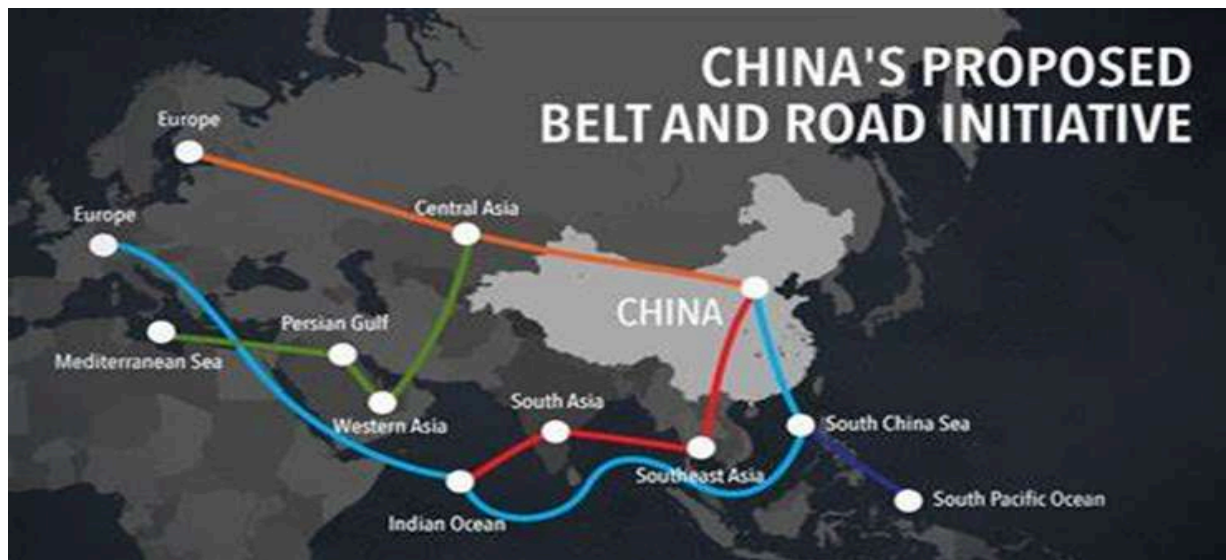 CHINA'S PROPOSED
BELT AND ROAD INITIATIVE
Europe
Europe
Central Asia
CHINA
Persian Gulf
Mediterranean Sea
South Asia
Western Asia
South China Sea
Southeast Asia
South Pacific Ocean
Indian Ocean